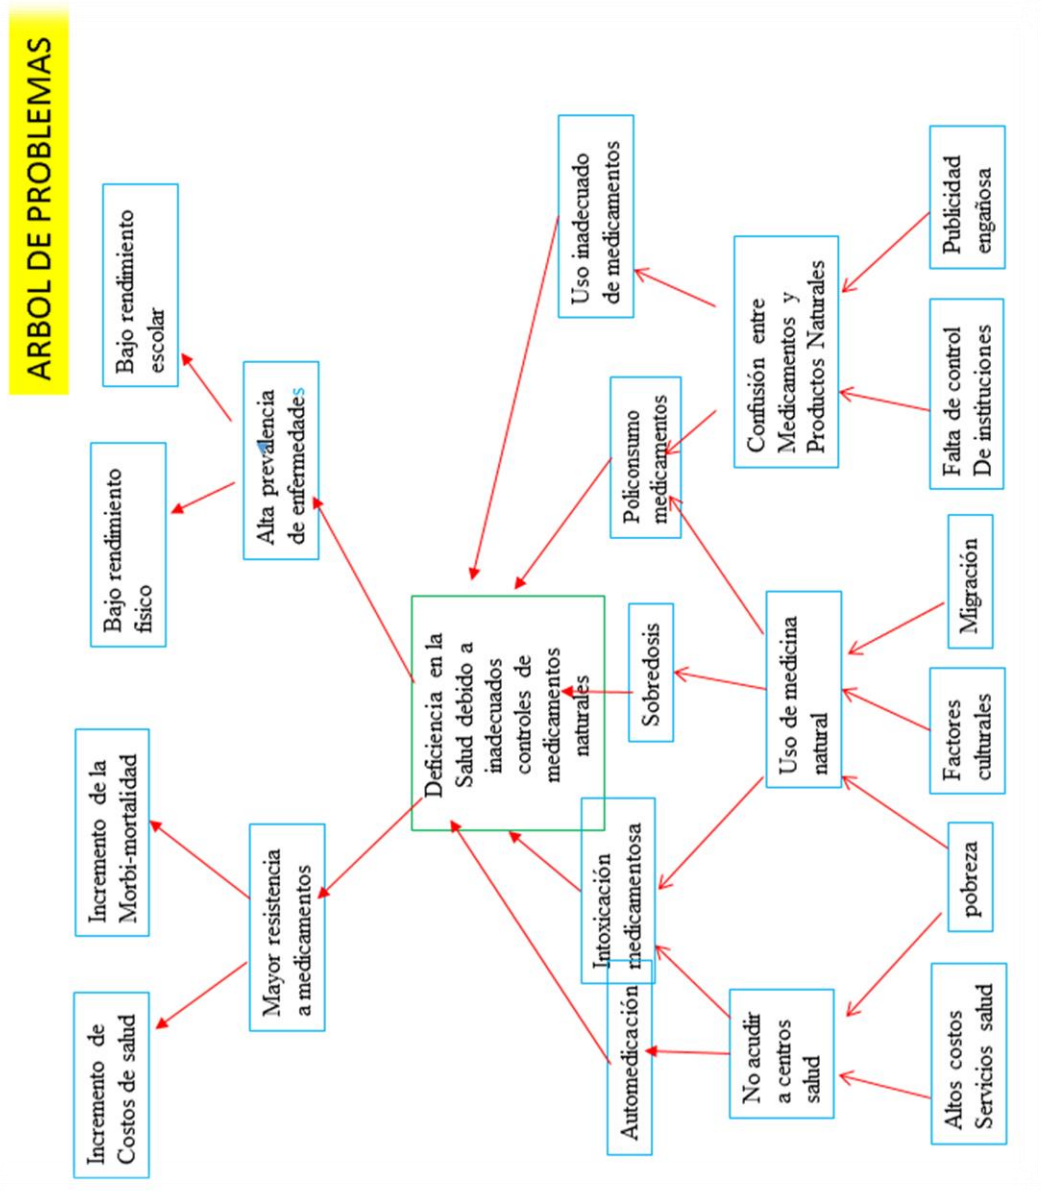 ARBOL DE PROBLEMAS
Incremento de
Costos de salud
Incremento de la
Morbi-mortalidad
Bajo rendimiento
fisico
Bajo rendimiento
escolar
Mayor resistencia
a medicamentos
Alta prevalencia
de enfermedades
Deficiencia en la
Salud debido a
inadecuados
controles de
medicamentos
naturales
Automedicación
Intoxicación
medicamentosa
Sobredosis
Policonsumo
medicamentos
Uso inadecuado
de medicamentos
No acudir
a centros
salud
Uso de medicina
natural
Confusión entre
Medicamentos y
Productos Naturales
Altos costos
Servicios salud
pobreza
Factores
culturales
Migración
Falta de control
De instituciones
Publicidad
engañosa